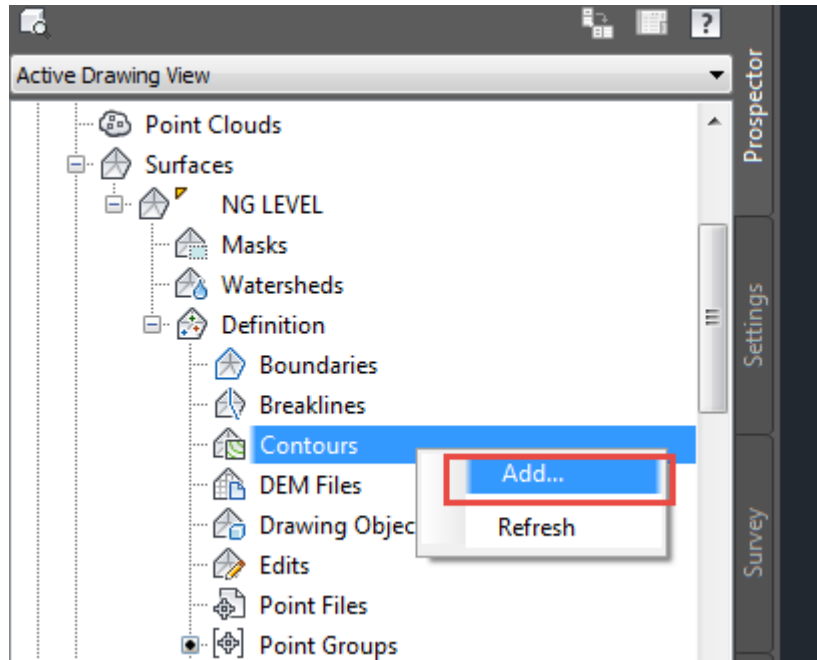 ?
Active Drawing View
Point Clouds
Surfaces
NG LEVEL
Masks
Watersheds
Definition
Boundaries
Breaklines
Contours
Add...
DEM Files
Drawing Objec
Refresh
Edits
Point Files
Point Groups
Prospector
Settings
Survey